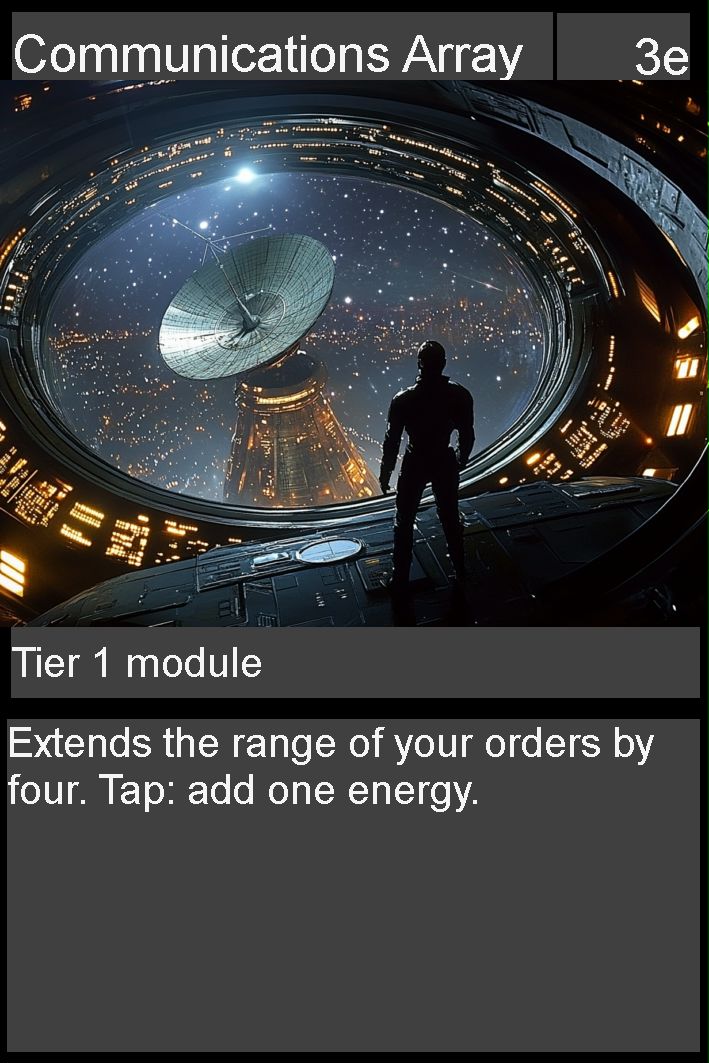 Communications Array 3e
Tier 1 module
Extends the range of your orders by
four. Tap: add one energy.